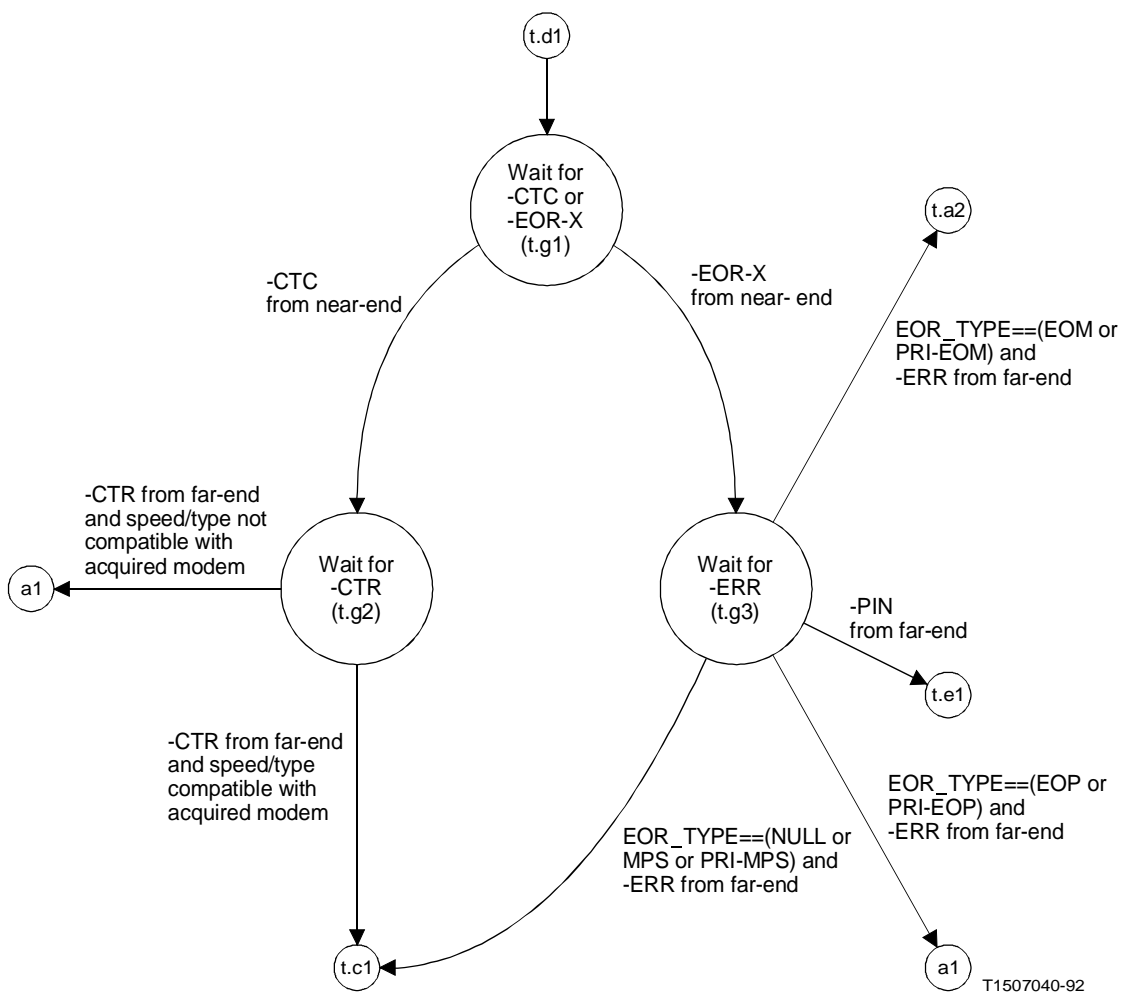 t.d1
Wait for
-CTC or
-EOR-X
(t.g1)
t.a2
-CTC
from near-end
-EOR-X
from near- end
EOR_TYPE==(EOM or
PRI-EOM) and
-ERR from far-end
-CTR from far-end
and speed/type not
compatible with
acquired modem
a1
Wait for
-CTR
(t.g2)
Wait for
-ERR
(t.g3)
-PIN
from far-end
t.e1
-CTR from far-end
and speed/type
compatible with
acquired modem
EOR_TYPE==(NULL or
MPS or PRI-MPS) and
-ERR from far-end
EOR_TYPE==(EOP or
PRI-EOP) and
-ERR from far-end
t.c1
a1
T1507040-92